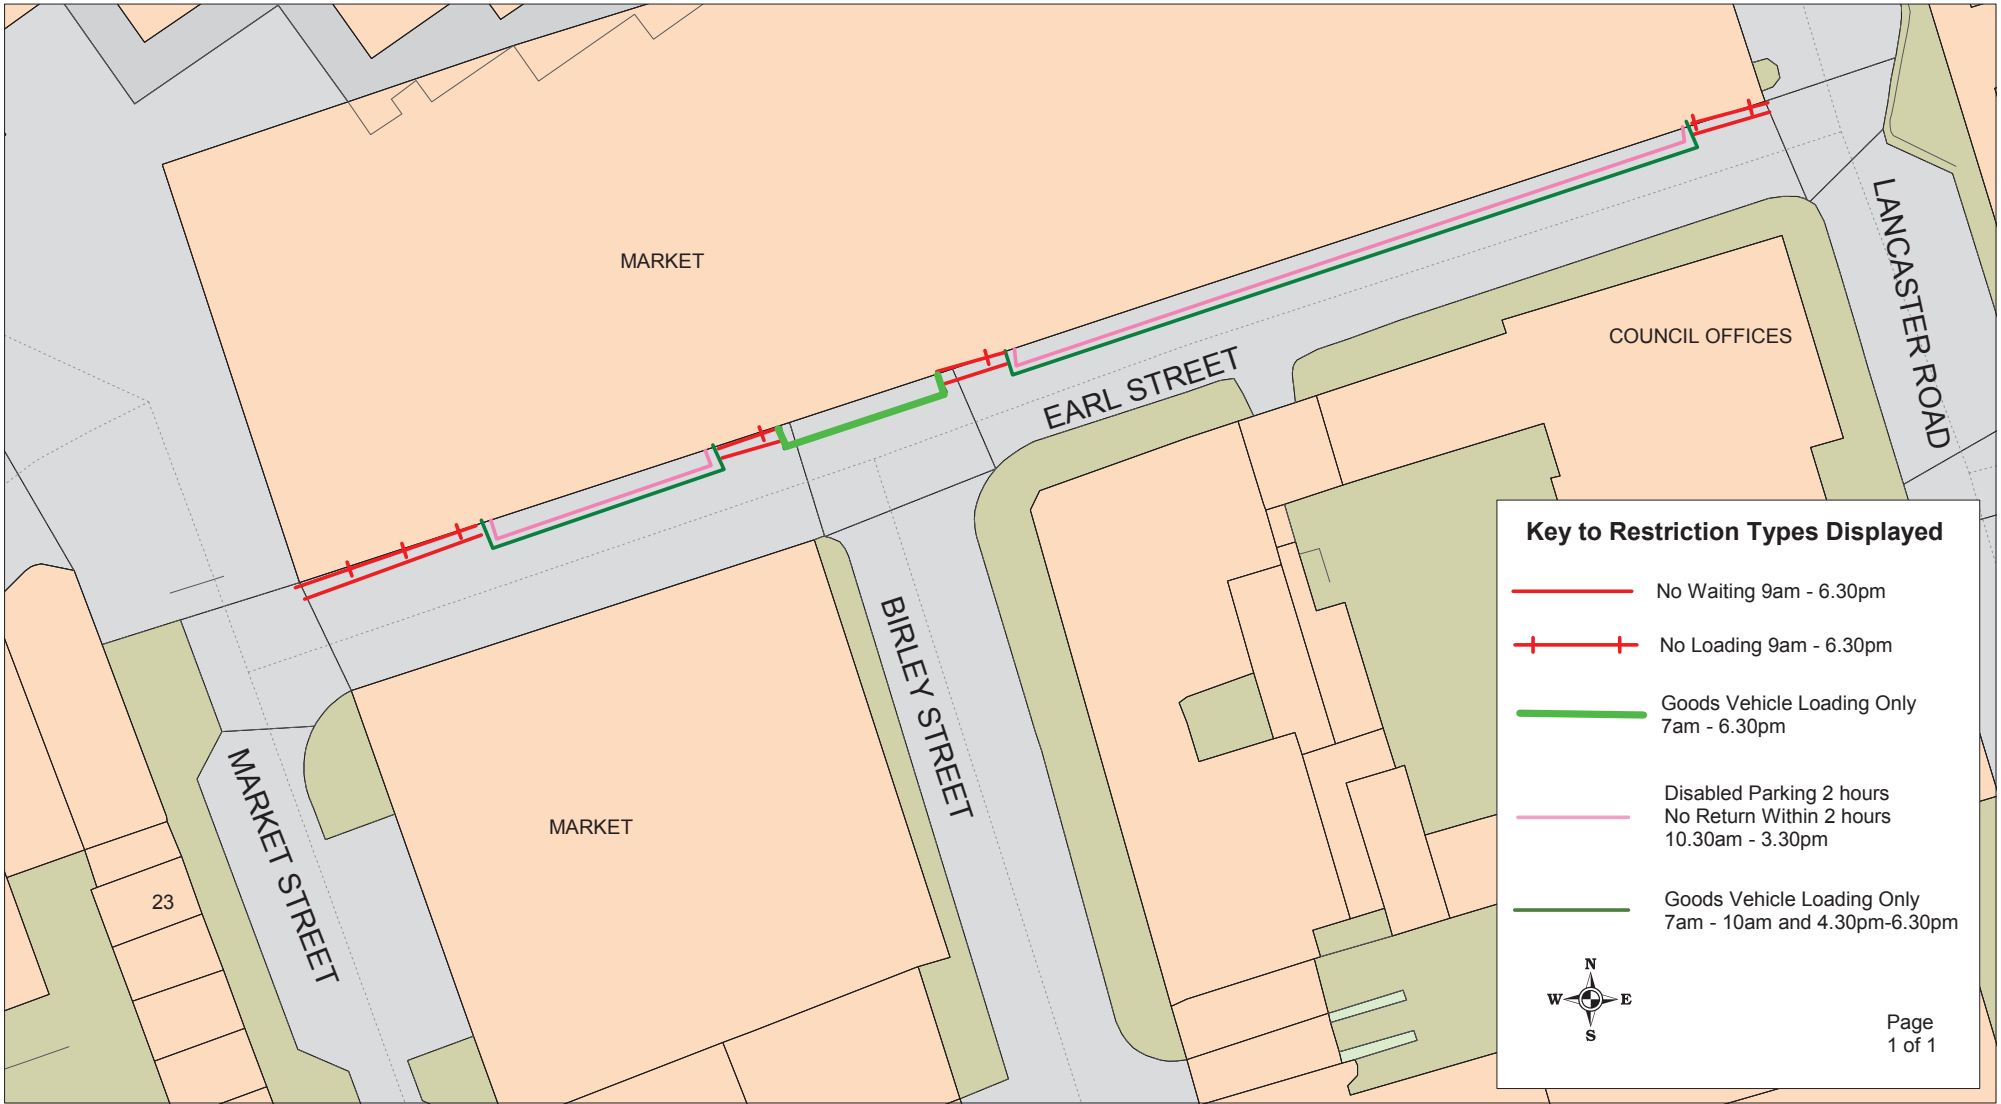 MARKET
COUNCIL OFFICES
LANCASTER ROAD
EARL STREET
BIRLEY STREET
MARKET STREET
MARKET
23
Key to Restriction Types Displayed
No Waiting 9am - 6.30pm
No Loading 9am - 6.30pm
Goods Vehicle Loading Only
7am - 6.30pm
Disabled Parking 2 hours
No Return Within 2 hours
10.30am - 3.30pm
Goods Vehicle Loading Only
7am - 10am and 4.30pm-6.30pm
N
W E
S
Page
1 of 1